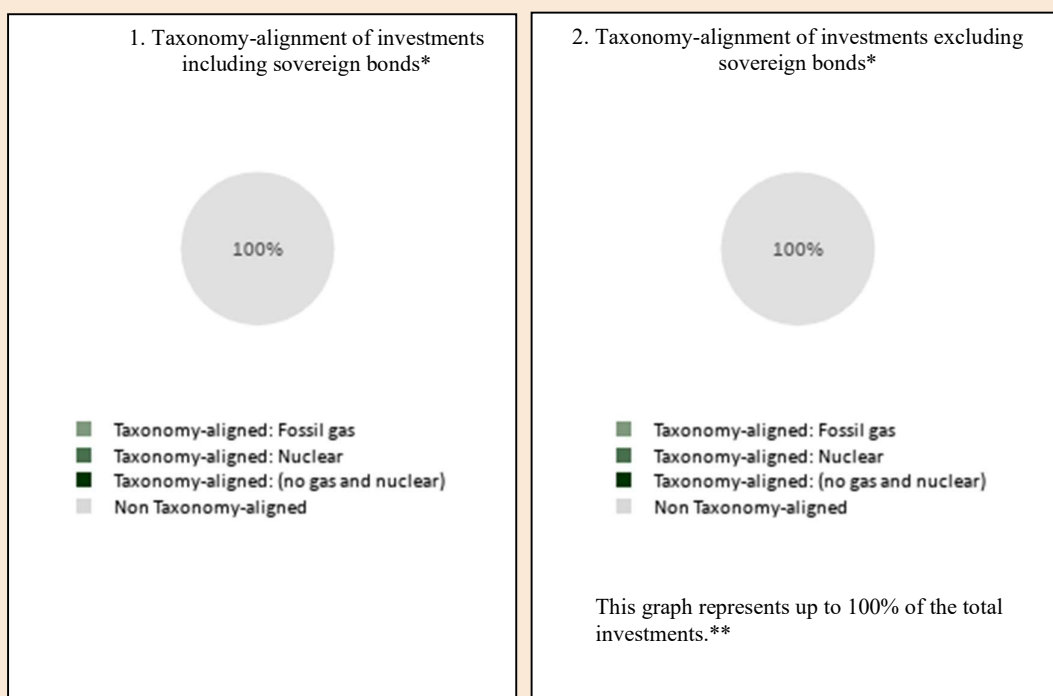 1. Taxonomy-alignment of investments
including sovereign bonds*
100%
Taxonomy-aligned: Fossil gas
Taxonomy-aligned: Nuclear
Taxonomy-aligned: (no gas and nuclear)
Non Taxonomy-aligned
2. Taxonomy-alignment of investments excluding
sovereign bonds*
100%
Taxonomy-aligned: Fossil gas
Taxonomy-aligned: Nuclear
Taxonomy-aligned: (no gas and nuclear)
Non Taxonomy-aligned
This graph represents up to 100% of the total
investments.**